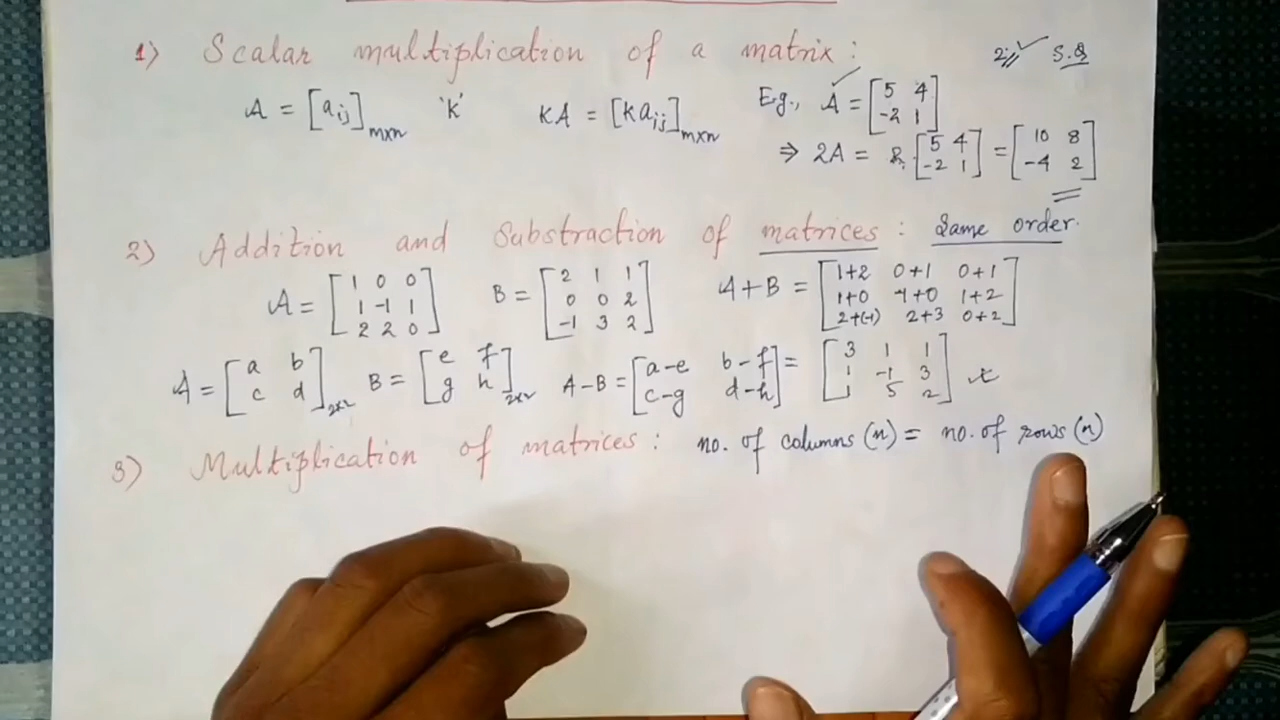 1) Scalar multiplication of a matrix : 2; ✓ S.Q
A = [aij]m×n 'K' KA = [kaij]m×n E.g., A = [5 4; -2 1]
⇒ 2A = 2. [5 4; -2 1] = [10 8; -4 2]
2) Addition and Substraction of matrices : Same order.
A = [1 0 0; 1 -1 1; 2 2 0] B = [2 1 1; 0 0 2; -1 3 2] A+B = [1+2 0+1 0+1; 1+0 -1+0 1+2; 2+(-1) 2+3 0+2]
A = [a b; c d]2×2 B = [e f; g h]2×2 A-B = [a-e b-f; c-g d-h] = [3 1 1; 1 -1 3; 1 5 2]
3) Multiplication of matrices : no. of columns (n) = no. of rows (n)